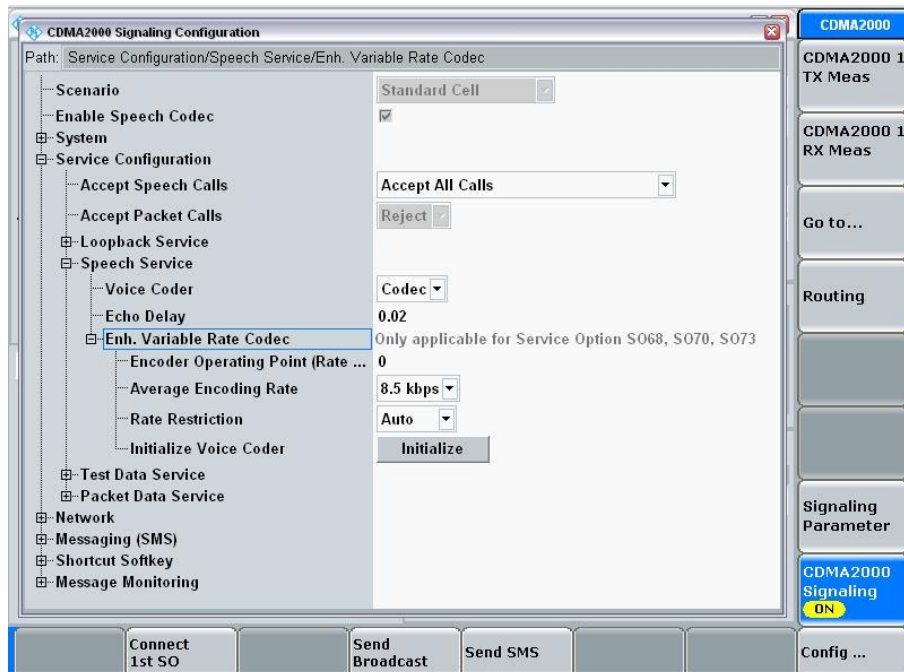 CDMA2000 Signaling Configuration
Path: Service Configuration/Speech Service/Enh. Variable Rate Codec
Scenario Standard Cell
Enable Speech Codec
System
Service Configuration
Accept Speech Calls Accept All Calls
Accept Packet Calls Reject
Loopback Service
Speech Service
Voice Coder Codec
Echo Delay 0.02
Enh. Variable Rate Codec Only applicable for Service Option SO68, SO70, SO73
Encoder Operating Point (Rate ... 0
Average Encoding Rate 8.5 kbps
Rate Restriction Auto
Initialize Voice Coder Initialize
Test Data Service
Packet Data Service
Network
Messaging (SMS)
Shortcut Softkey
Message Monitoring
CDMA2000
CDMA2000 1
TX Meas
CDMA2000 1
RX Meas
Go to...
Routing
Signaling
Parameter
CDMA2000
Signaling
ON
Connect
1st SO
Send
Broadcast
Send SMS
Config ...